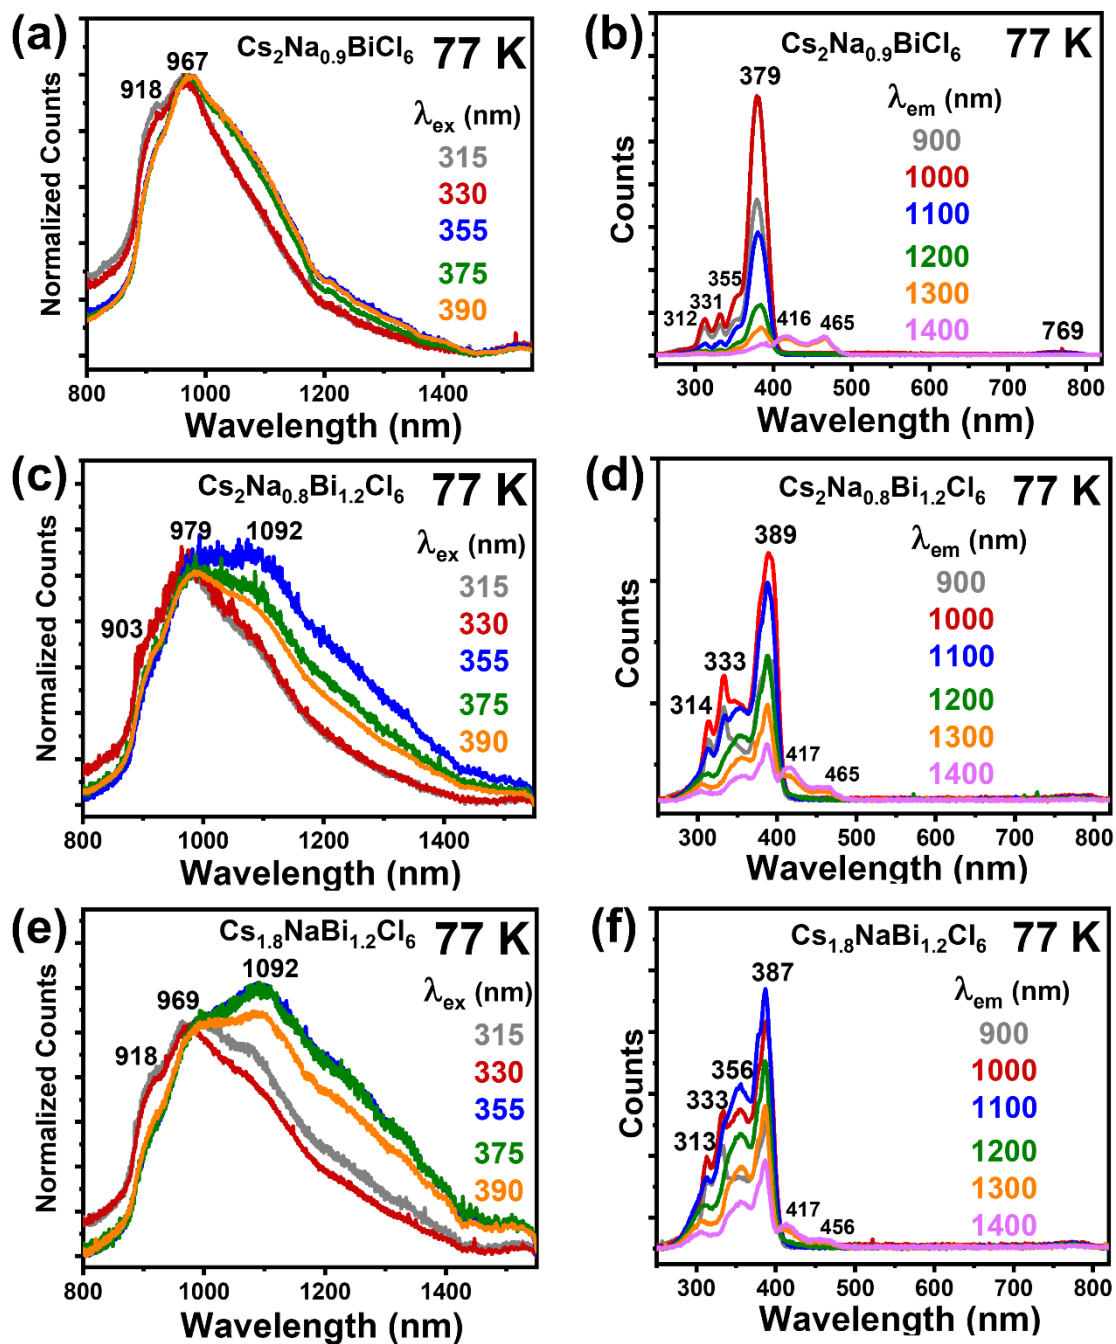 (a)
Cs₂Na₀.₉BiCl₆ 77 K
967
918
λex (nm)
315
330
355
375
390
Normalized Counts
800 1000 1200 1400
Wavelength (nm)
(b)
Cs₂Na₀.₉BiCl₆ 77 K
379
λem (nm)
900
1000
1100
1200
1300
1400
355
331
312
416
465
769
Counts
300 400 500 600 700 800
Wavelength (nm)
(c)
Cs₂Na₀.₈Bi₁.₂Cl₆ 77 K
979 1092
903
λex (nm)
315
330
355
375
390
Normalized Counts
800 1000 1200 1400
Wavelength (nm)
(d)
Cs₂Na₀.₈Bi₁.₂Cl₆ 77 K
389
λem (nm)
900
1000
1100
1200
1300
1400
333
314
417
465
Counts
300 400 500 600 700 800
Wavelength (nm)
(e)
Cs₁.₈NaBi₁.₂Cl₆ 77 K
1092
969
918
λex (nm)
315
330
355
375
390
Normalized Counts
800 1000 1200 1400
Wavelength (nm)
(f)
Cs₁.₈NaBi₁.₂Cl₆ 77 K
387
λem (nm)
900
1000
1100
1200
1300
1400
356
333
313
417
456
Counts
300 400 500 600 700 800
Wavelength (nm)